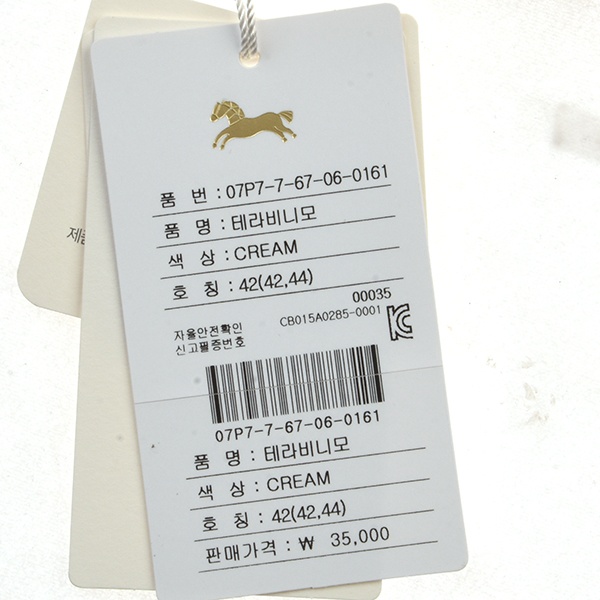 품 번 : 07P7-7-67-06-0161
품 명 : 테라비니모
색 상 : CREAM
호 칭 : 42(42,44)
00035
자율안전확인
신고필증번호
CB015A0285-0001
07P7-7-67-06-0161
품 명 : 테라비니모
색 상 : CREAM
호 칭 : 42(42,44)
판매가격 : ₩ 35,000